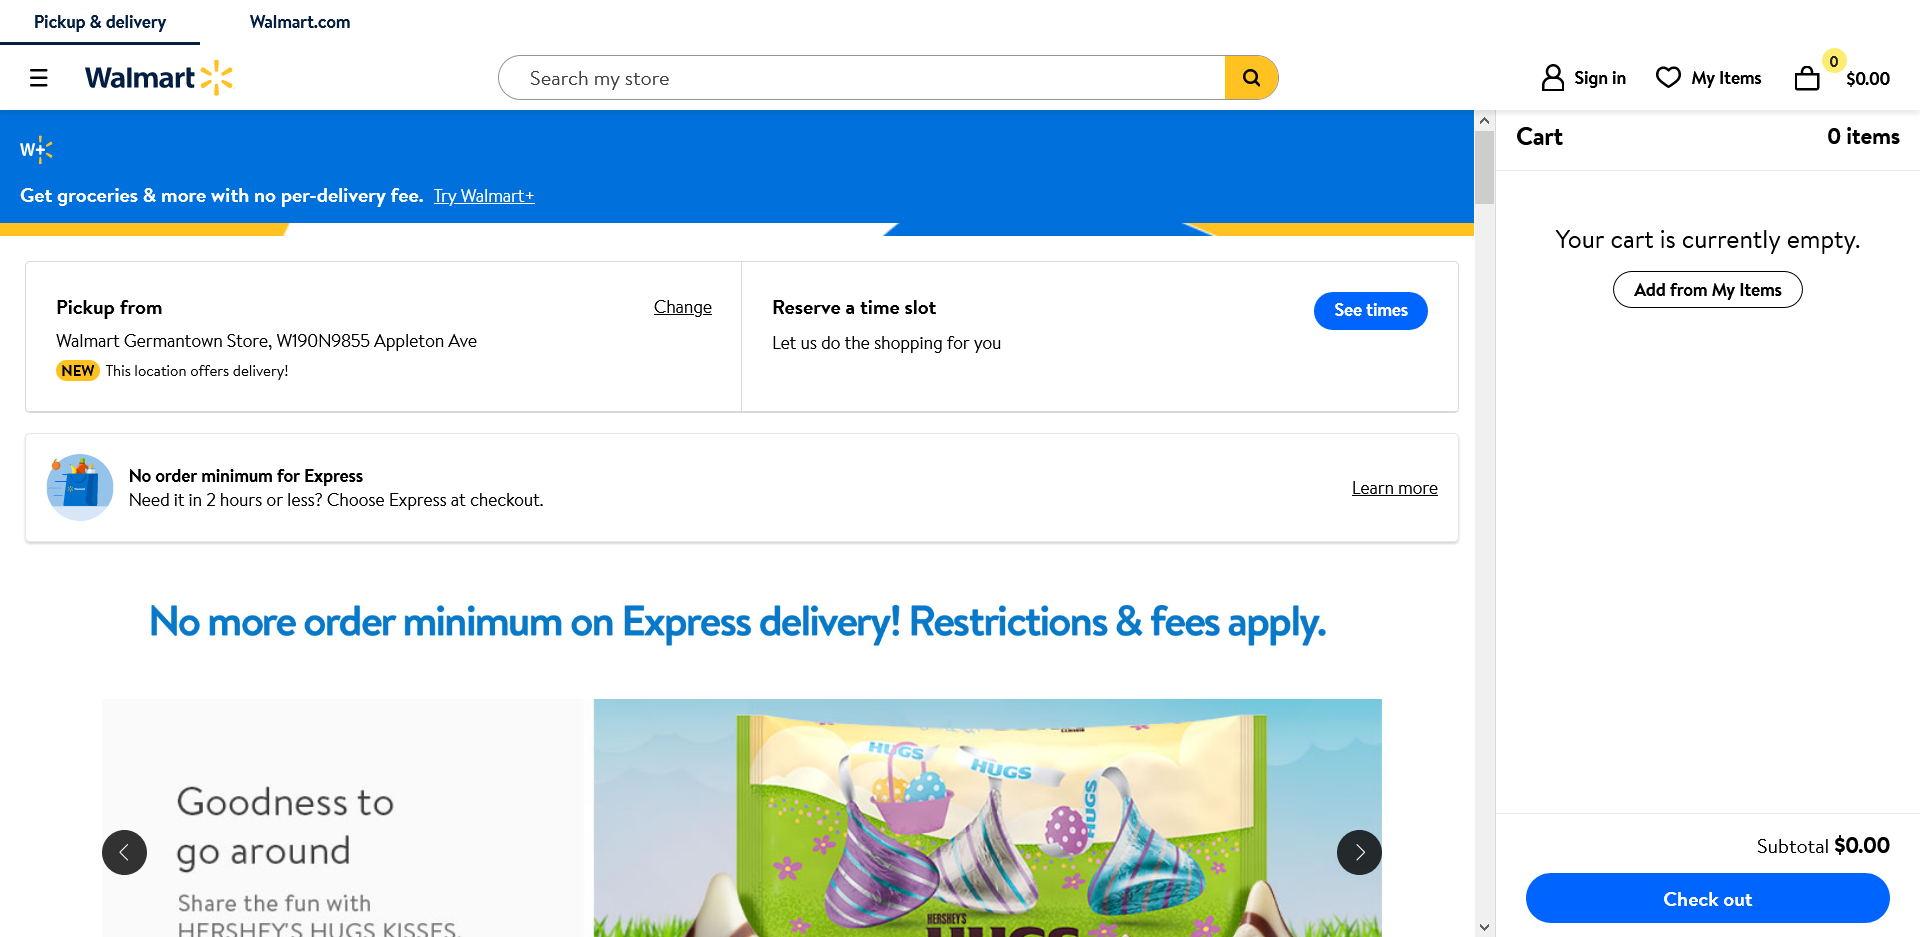 Pickup & delivery
Walmart.com
Walmart
Search my store
Sign in
My Items
0
$0.00
W+
Get groceries & more with no per-delivery fee. Try Walmart+
Pickup from
Change
Walmart Germantown Store, W190N9855 Appleton Ave
NEW This location offers delivery!
Reserve a time slot
Let us do the shopping for you
See times
No order minimum for Express
Need it in 2 hours or less? Choose Express at checkout.
Learn more
No more order minimum on Express delivery! Restrictions & fees apply.
Goodness to
go around
Share the fun with
HERSHEY'S HUGS KISSES.
HUGS
HUGS
HUGS
HERSHEY'S
HUGS
Cart
0 items
Your cart is currently empty.
Add from My Items
Subtotal $0.00
Check out